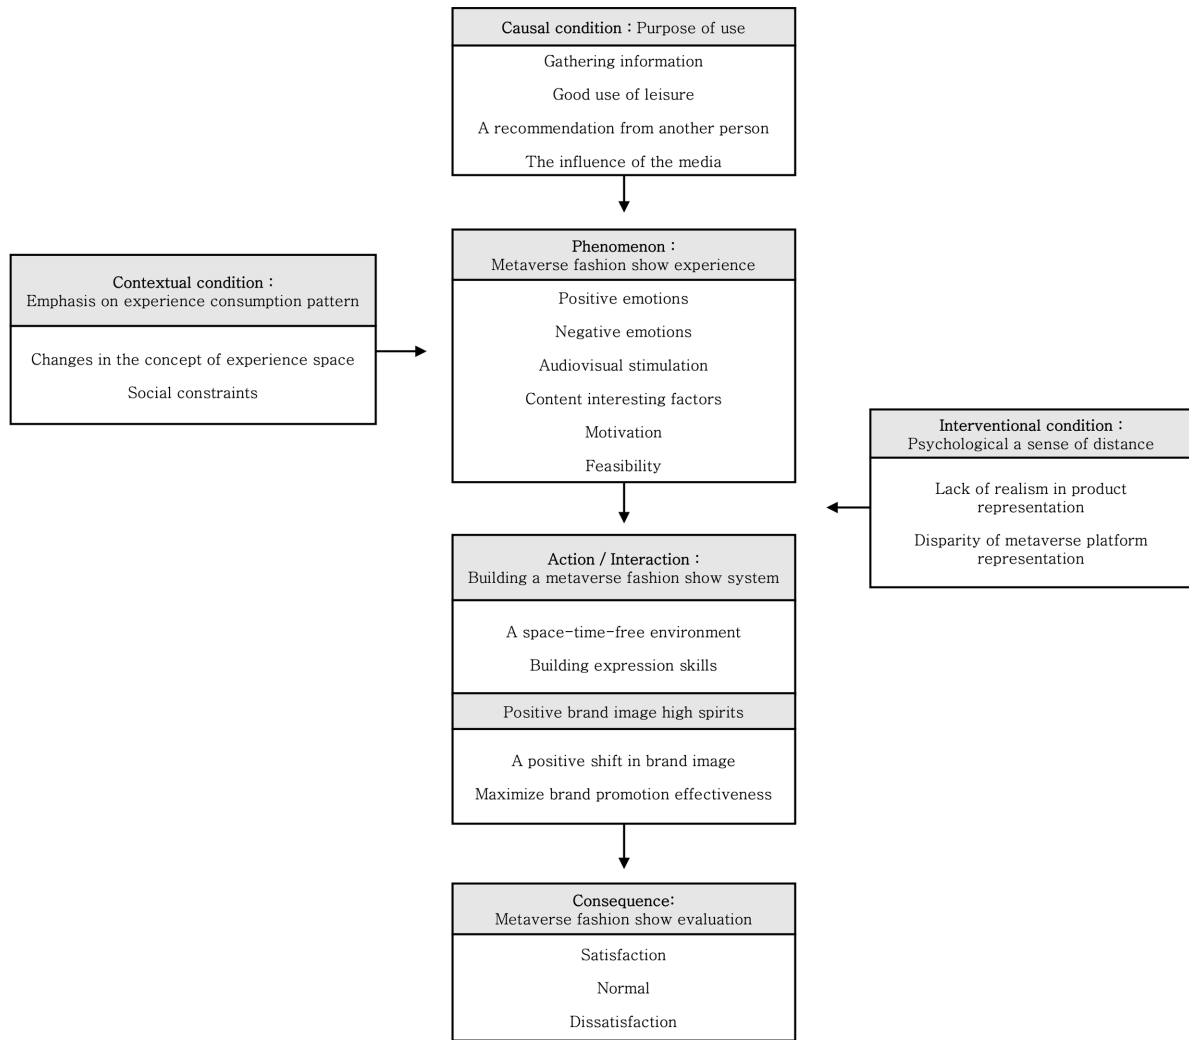 Causal condition : Purpose of use
Gathering information
Good use of leisure
A recommendation from another person
The influence of the media
Phenomenon :
Metaverse fashion show experience
Positive emotions
Negative emotions
Audiovisual stimulation
Content interesting factors
Motivation
Feasibility
Contextual condition :
Emphasis on experience consumption pattern
Changes in the concept of experience space
Social constraints
Interventional condition :
Psychological a sense of distance
Lack of realism in product
representation
Disparity of metaverse platform
representation
Action / Interaction :
Building a metaverse fashion show system
A space-time-free environment
Building expression skills
Positive brand image high spirits
A positive shift in brand image
Maximize brand promotion effectiveness
Consequence:
Metaverse fashion show evaluation
Satisfaction
Normal
Dissatisfaction